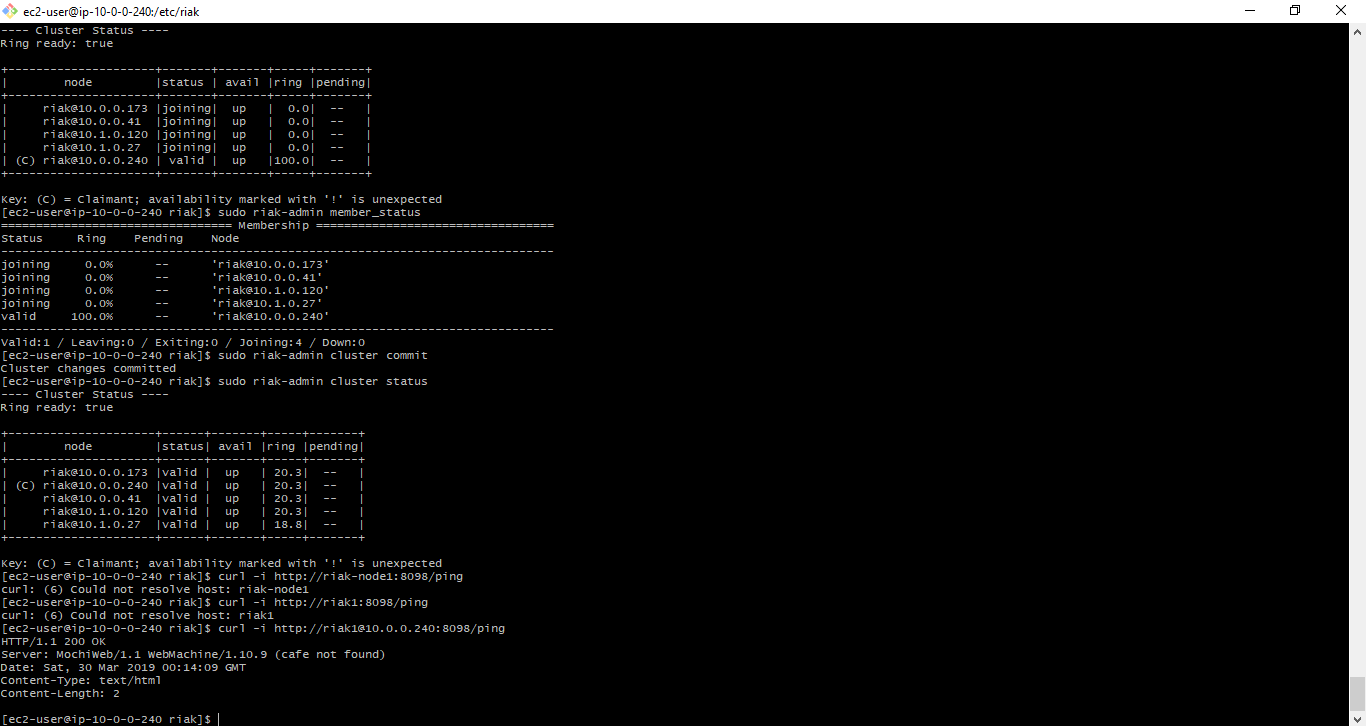 ec2-user@ip-10-0-0-240:/etc/riak
---- Cluster Status ----
Ring ready: true
+---------------------+-------+-------+-----+-------+
|        node         |status | avail |ring |pending|
+---------------------+-------+-------+-----+-------+
|     riak@10.0.0.173 |joining|  up   |  0.0|  --   |
|     riak@10.0.0.41  |joining|  up   |  0.0|  --   |
|     riak@10.1.0.120 |joining|  up   |  0.0|  --   |
|     riak@10.1.0.27  |joining|  up   |  0.0|  --   |
| (C) riak@10.0.0.240 | valid |  up   |100.0|  --   |
+---------------------+-------+-------+-----+-------+
Key: (C) = Claimant; availability marked with '!' is unexpected
[ec2-user@ip-10-0-0-240 riak]$ sudo riak-admin member_status
================================= Membership ==================================
Status     Ring    Pending    Node
-------------------------------------------------------------------------------
joining     0.0%      --      'riak@10.0.0.173'
joining     0.0%      --      'riak@10.0.0.41'
joining     0.0%      --      'riak@10.1.0.120'
joining     0.0%      --      'riak@10.1.0.27'
valid     100.0%      --      'riak@10.0.0.240'
-------------------------------------------------------------------------------
Valid:1 / Leaving:0 / Exiting:0 / Joining:4 / Down:0
[ec2-user@ip-10-0-0-240 riak]$ sudo riak-admin cluster commit
Cluster changes committed
[ec2-user@ip-10-0-0-240 riak]$ sudo riak-admin cluster status
---- Cluster Status ----
Ring ready: true
+---------------------+------+-------+-----+-------+
|        node         |status| avail |ring |pending|
+---------------------+------+-------+-----+-------+
|     riak@10.0.0.173 |valid |  up   | 20.3|  --   |
| (C) riak@10.0.0.240 |valid |  up   | 20.3|  --   |
|     riak@10.0.0.41  |valid |  up   | 20.3|  --   |
|     riak@10.1.0.120 |valid |  up   | 20.3|  --   |
|     riak@10.1.0.27  |valid |  up   | 18.8|  --   |
+---------------------+------+-------+-----+-------+
Key: (C) = Claimant; availability marked with '!' is unexpected
[ec2-user@ip-10-0-0-240 riak]$ curl -i http://riak-node1:8098/ping
curl: (6) Could not resolve host: riak-node1
[ec2-user@ip-10-0-0-240 riak]$ curl -i http://riak1:8098/ping
curl: (6) Could not resolve host: riak1
[ec2-user@ip-10-0-0-240 riak]$ curl -i http://riak1@10.0.0.240:8098/ping
HTTP/1.1 200 OK
Server: MochiWeb/1.1 WebMachine/1.10.9 (cafe not found)
Date: Sat, 30 Mar 2019 00:14:09 GMT
Content-Type: text/html
Content-Length: 2
[ec2-user@ip-10-0-0-240 riak]$